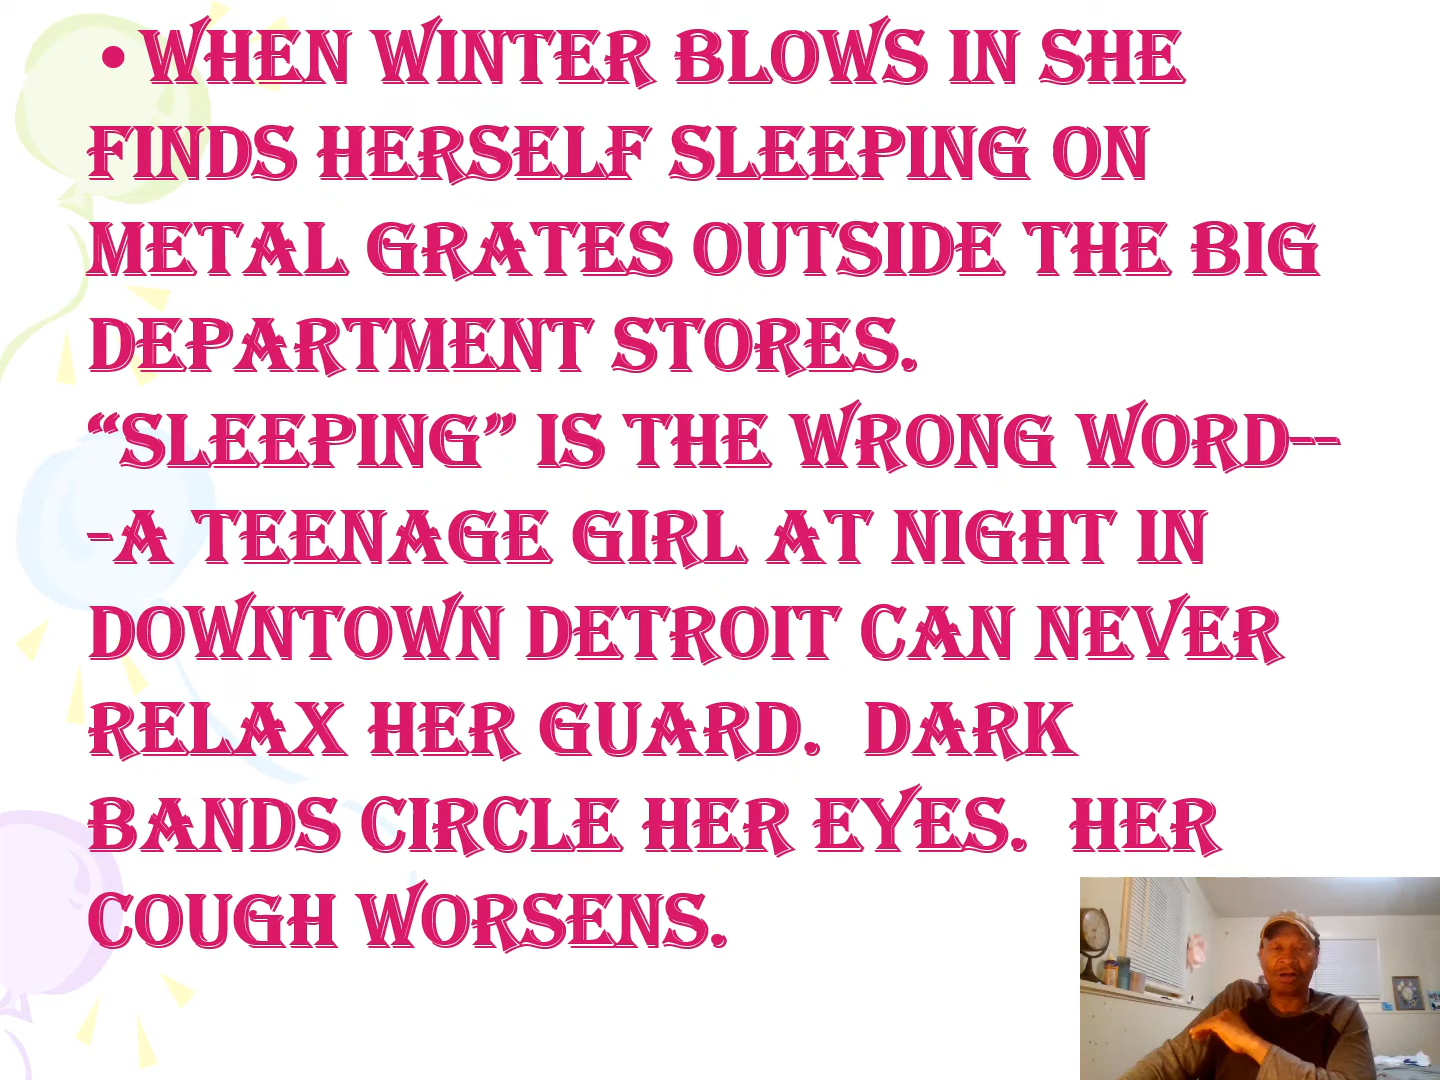 • WHEN WINTER BLOWS IN SHE
FINDS HERSELF SLEEPING ON
METAL GRATES OUTSIDE THE BIG
DEPARTMENT STORES.
“SLEEPING” IS THE WRONG WORD--
-A TEENAGE GIRL AT NIGHT IN
DOWNTOWN DETROIT CAN NEVER
RELAX HER GUARD.  DARK
BANDS CIRCLE HER EYES.  HER
COUGH WORSENS.